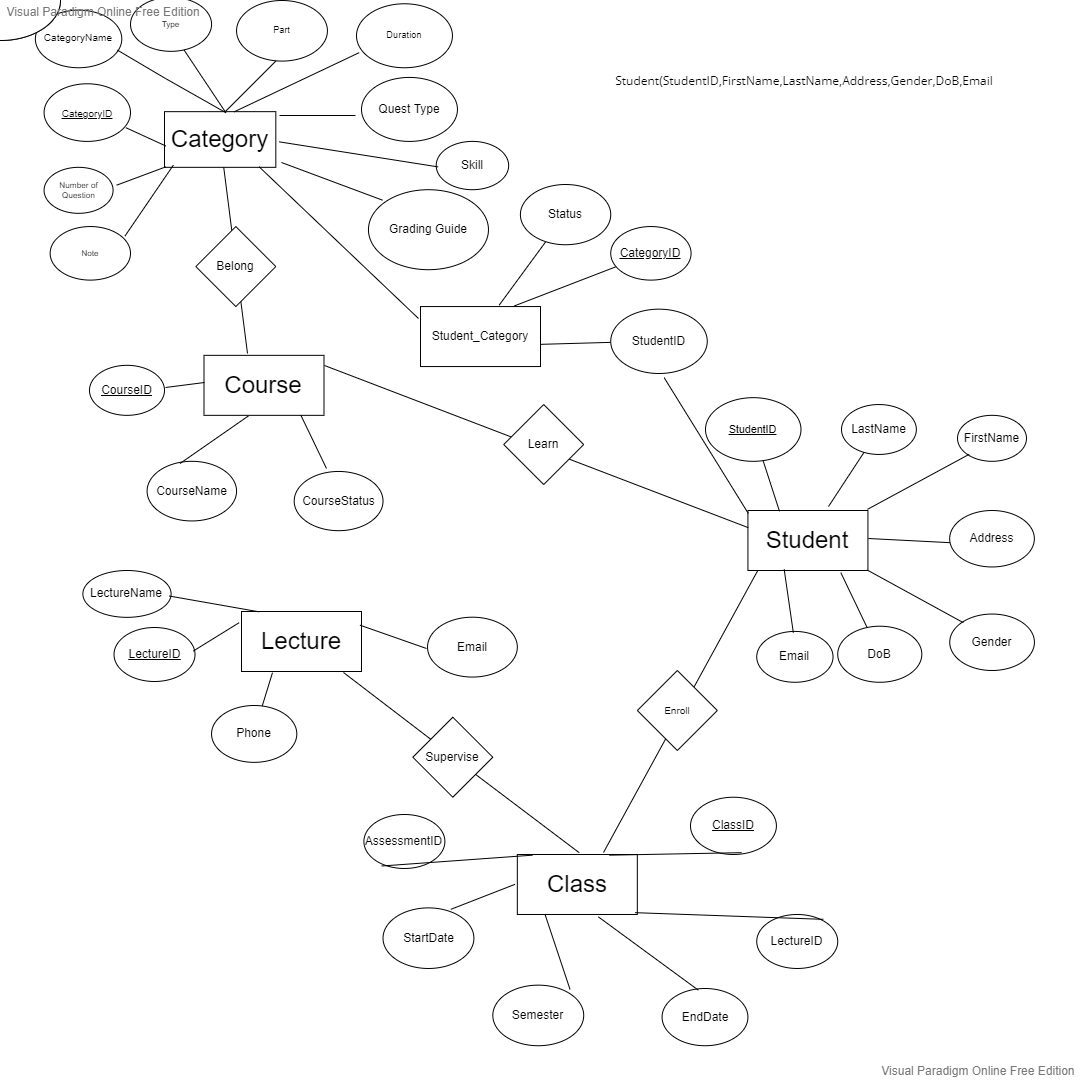 Visual Paradigm Online Free Edition
Type
CategoryName
Part
Duration
Student(StudentID,FirstName,LastName,Address,Gender,DoB,Email
CategoryID
Quest Type
Category
Skill
Number of
Question
Grading Guide
Status
Note
CategoryID
Belong
Student_Category
StudentID
CourseID
Course
Learn
StudentID
LastName
FirstName
CourseName
CourseStatus
Student
Address
LectureName
LectureID
Lecture
Email
Email
DoB
Gender
Phone
Enroll
Supervise
AssessmentID
ClassID
Class
StartDate
LectureID
Semester
EndDate
Visual Paradigm Online Free Edition